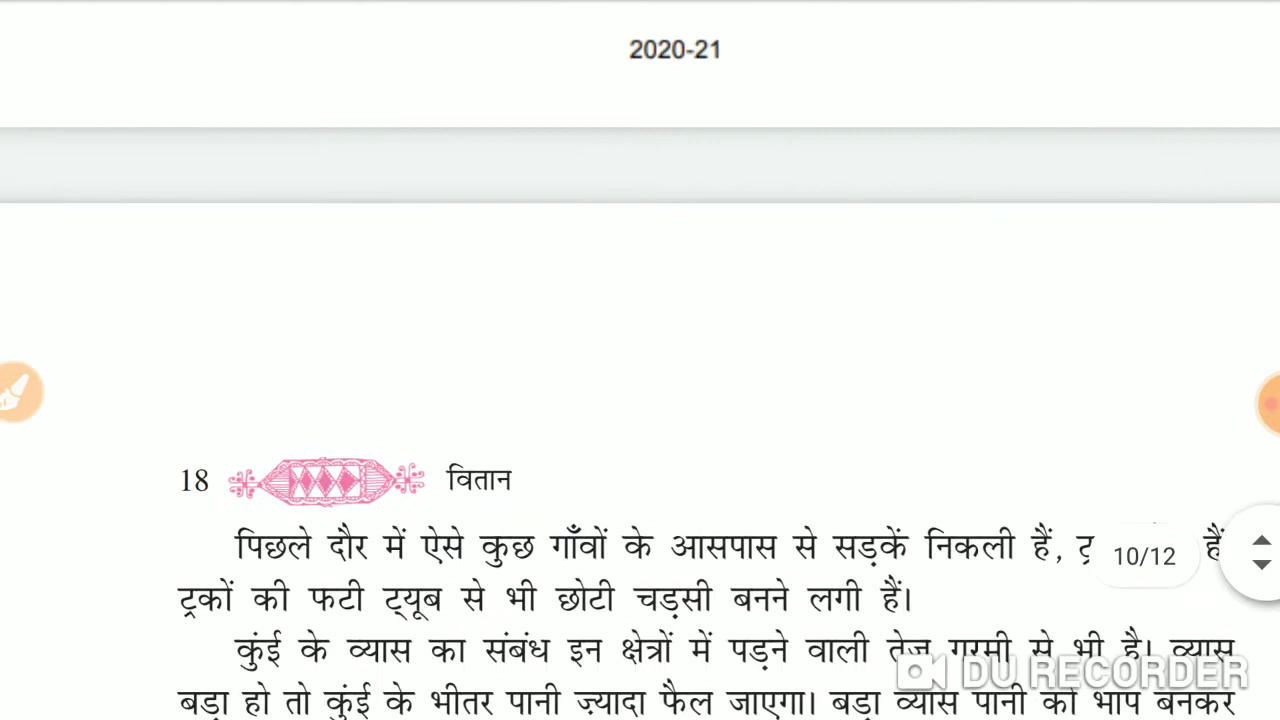 2020-21
18 वितान
पिछले दौर में ऐसे कुछ गाँवों के आसपास से सड़कें निकली हैं, हैं
10/12
ट्रकों की फटी ट्यूब से भी छोटी चड़सी बनने लगी हैं।
कुंई के व्यास का संबंध इन क्षेत्रों में पड़ने वाली तेज़ गरमी से भी है। व्यास
DU RECORDER
बड़ा हो तो कुंई के भीतर पानी ज़्यादा फैल जाएगा। बड़ा व्यास पानी को भाप बनकर